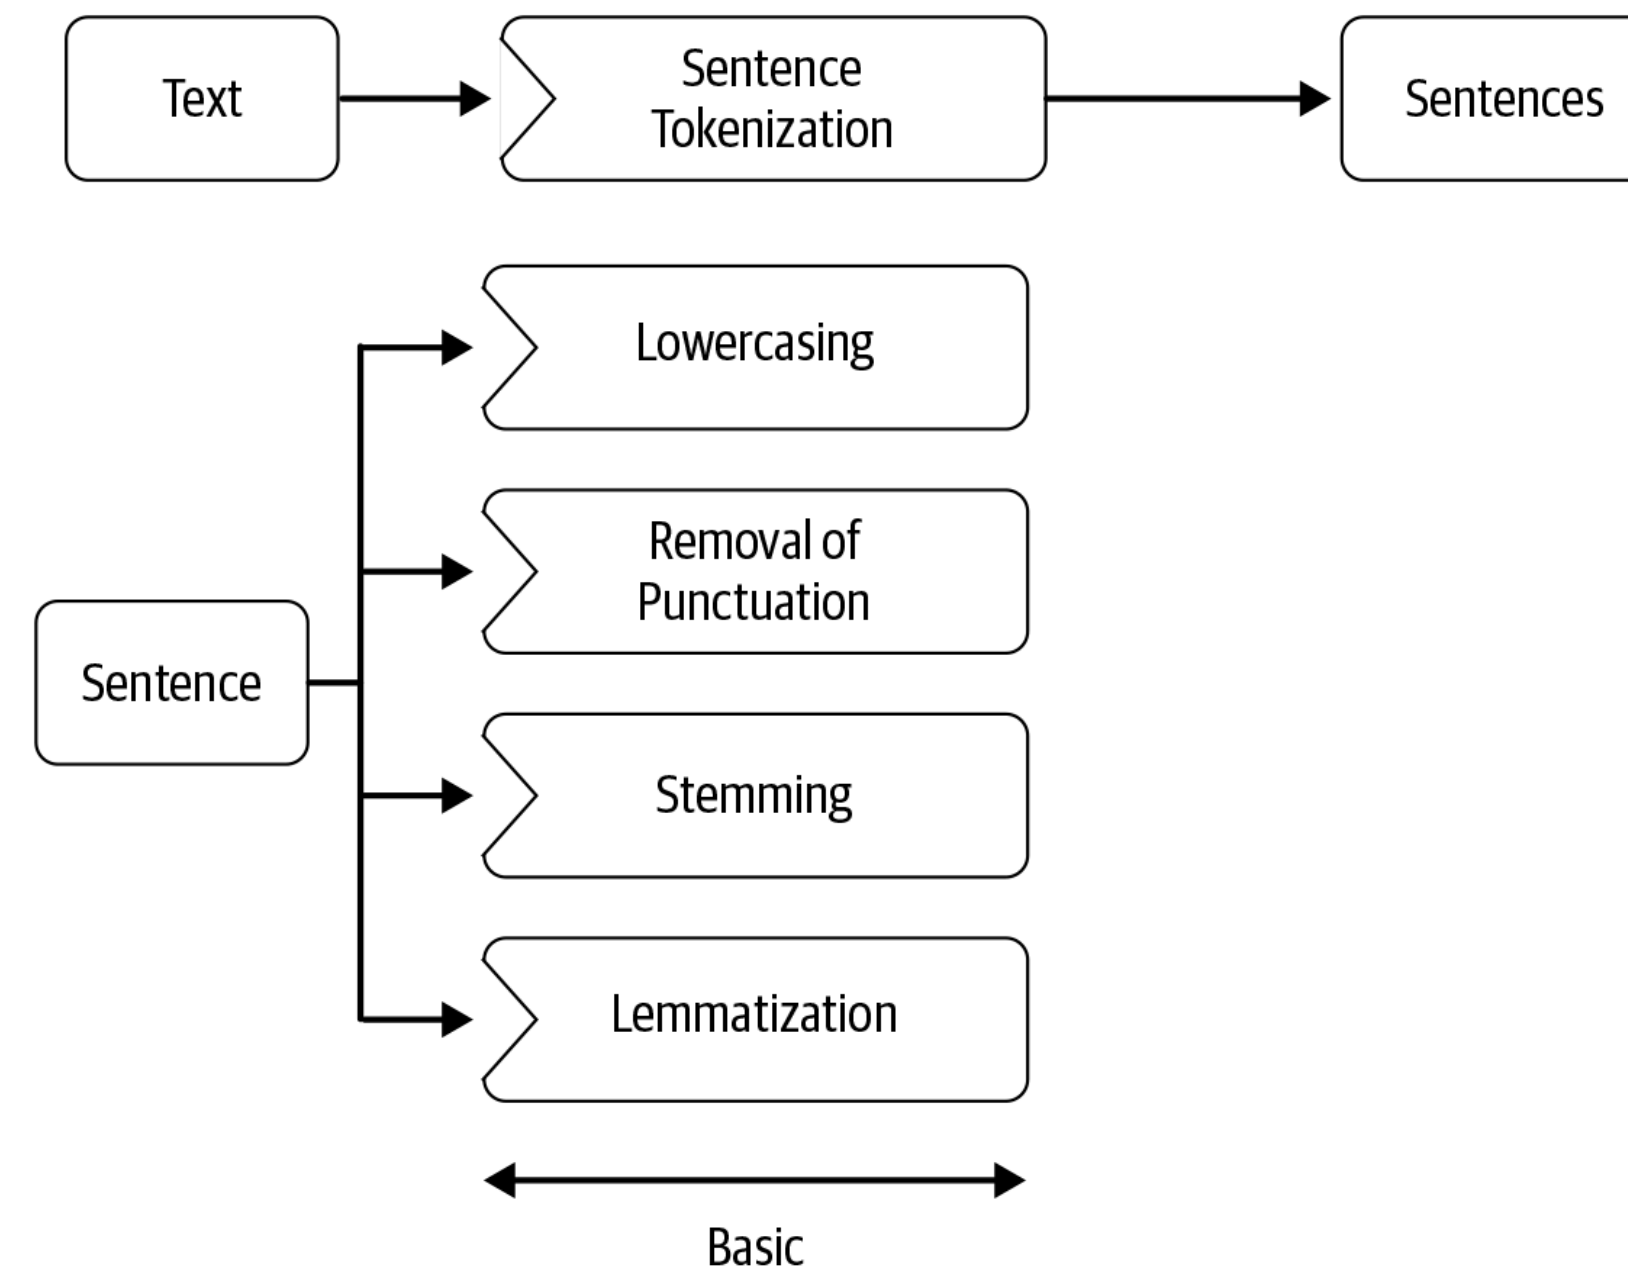 Text
Sentence
Tokenization
Sentences
Lowercasing
Removal of
Punctuation
Sentence
Stemming
Lemmatization
Basic